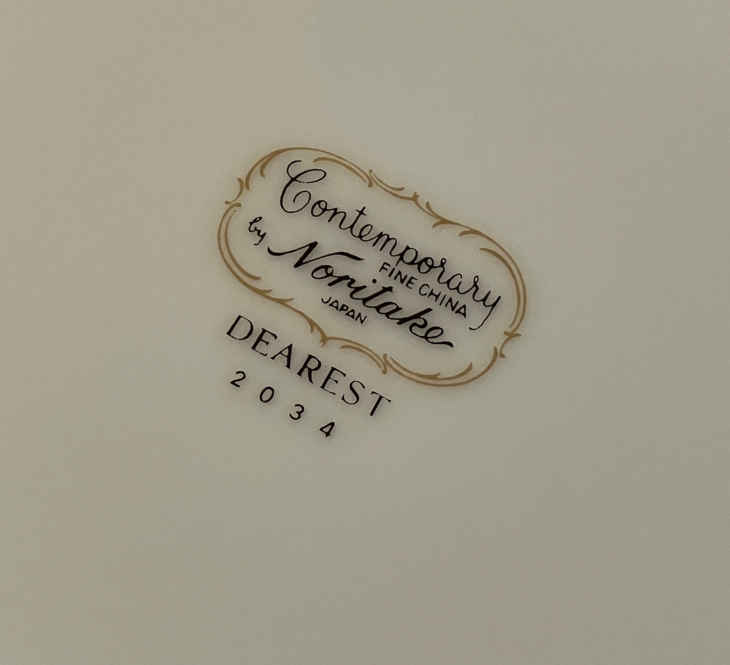 Contemporary
FINE CHINA
by Noritake
JAPAN
DEAREST
2034